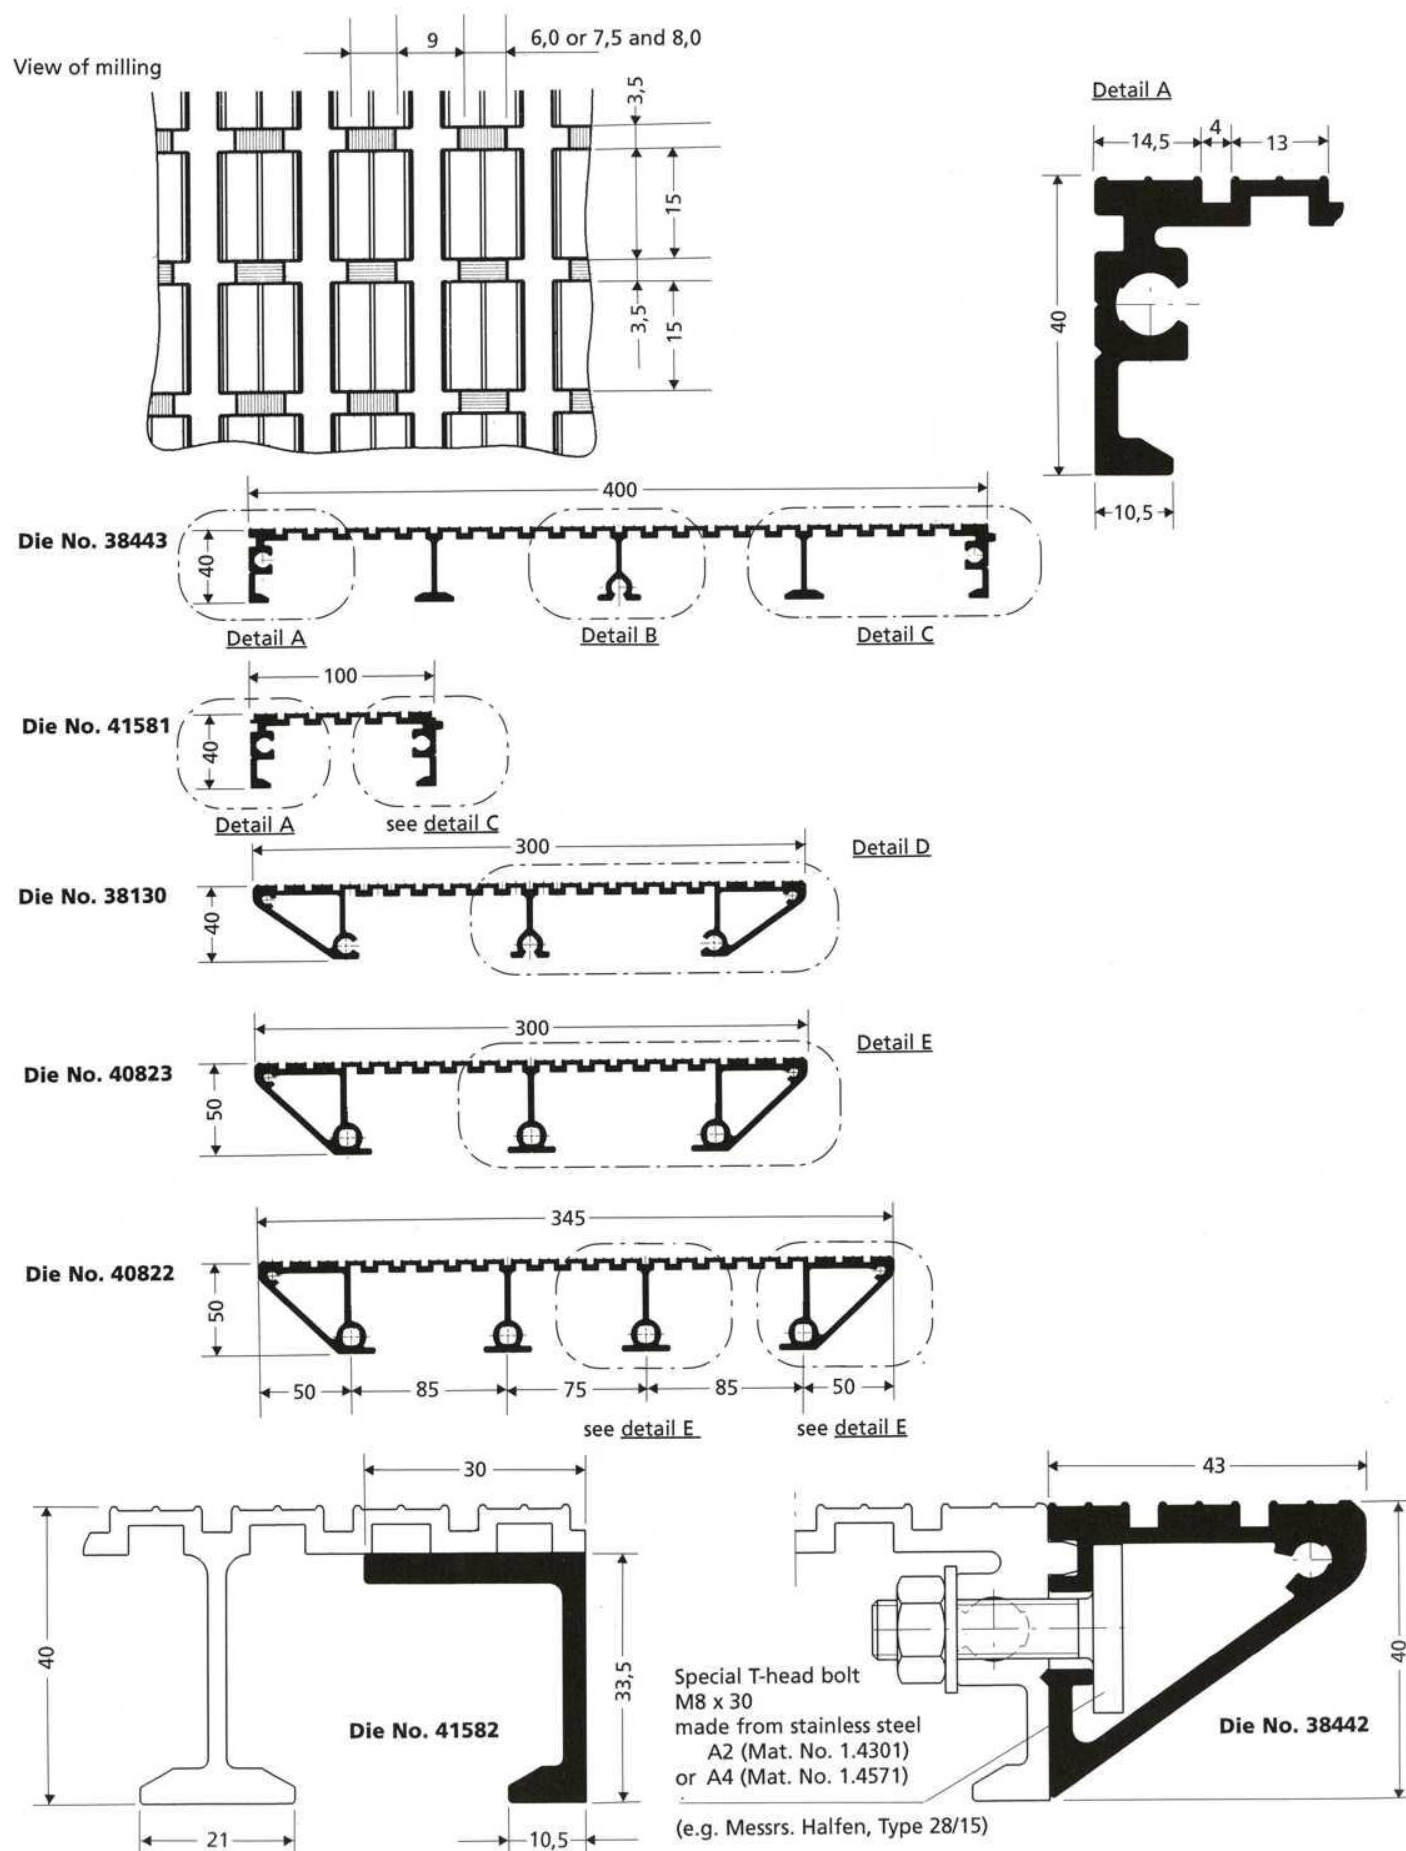 View of milling
9
6,0 or 7,5 and 8,0
3,5
15
3,5
15
Detail A
14,5
4
13
40
10,5
400
Die No. 38443
40
Detail A
Detail B
Detail C
100
Die No. 41581
40
Detail A
see detail C
300
Detail D
Die No. 38130
40
300
Detail E
Die No. 40823
50
345
Die No. 40822
50
50
85
75
85
50
see detail E
see detail E
30
40
33,5
Die No. 41582
21
10,5
43
40
Special T-head bolt
M8 x 30
made from stainless steel
A2 (Mat. No. 1.4301)
or A4 (Mat. No. 1.4571)
(e.g. Messrs. Halfen, Type 28/15)
Die No. 38442